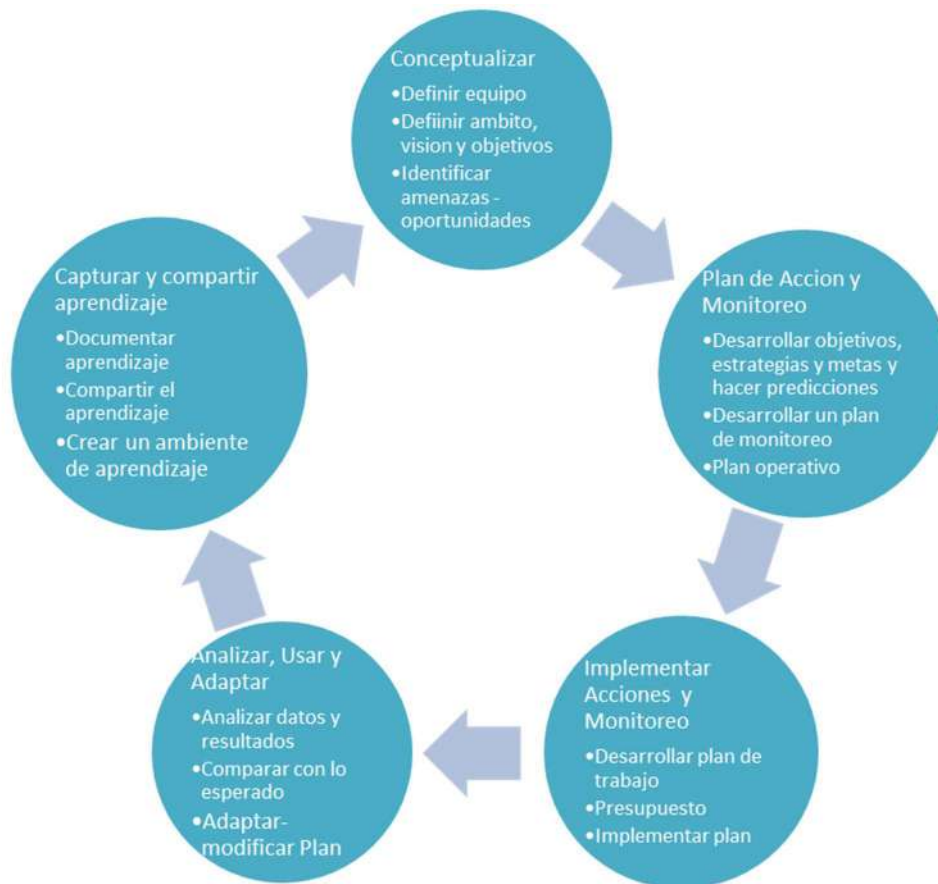 Conceptualizar
•Definir equipo
•Defiinir ambito,
vision y objetivos
•Identificar
amenazas -
oportunidades
Plan de Accion y
Monitoreo
•Desarrollar objetivos,
estrategias y metas y
hacer predicciones
•Desarrollar un plan
de monitoreo
•Plan operativo
Implementar
Acciones y
Monitoreo
•Desarrollar plan de
trabajo
•Presupuesto
•Implementar plan
Analizar, Usar y
Adaptar
•Analizar datos y
resultados
•Comparar con lo
esperado
•Adaptar-
modificar Plan
Capturar y compartir
aprendizaje
•Documentar
aprendizaje
•Compartir el
aprendizaje
•Crear un ambiente
de aprendizaje